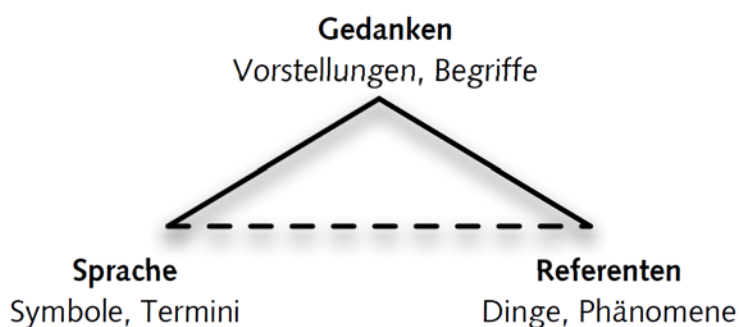 Gedanken
Vorstellungen, Begriffe
Sprache
Symbole, Termini
Referenten
Dinge, Phänomene